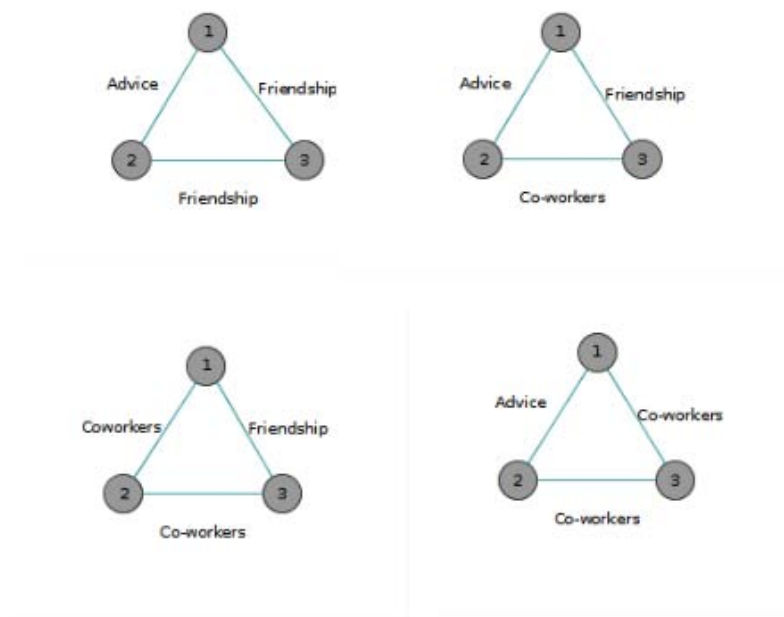 1
Advice
Friendship
2
3
Friendship
1
Advice
Friendship
2
3
Co-workers
1
Coworkers
Friendship
2
3
Co-workers
1
Advice
Co-workers
2
3
Co-workers